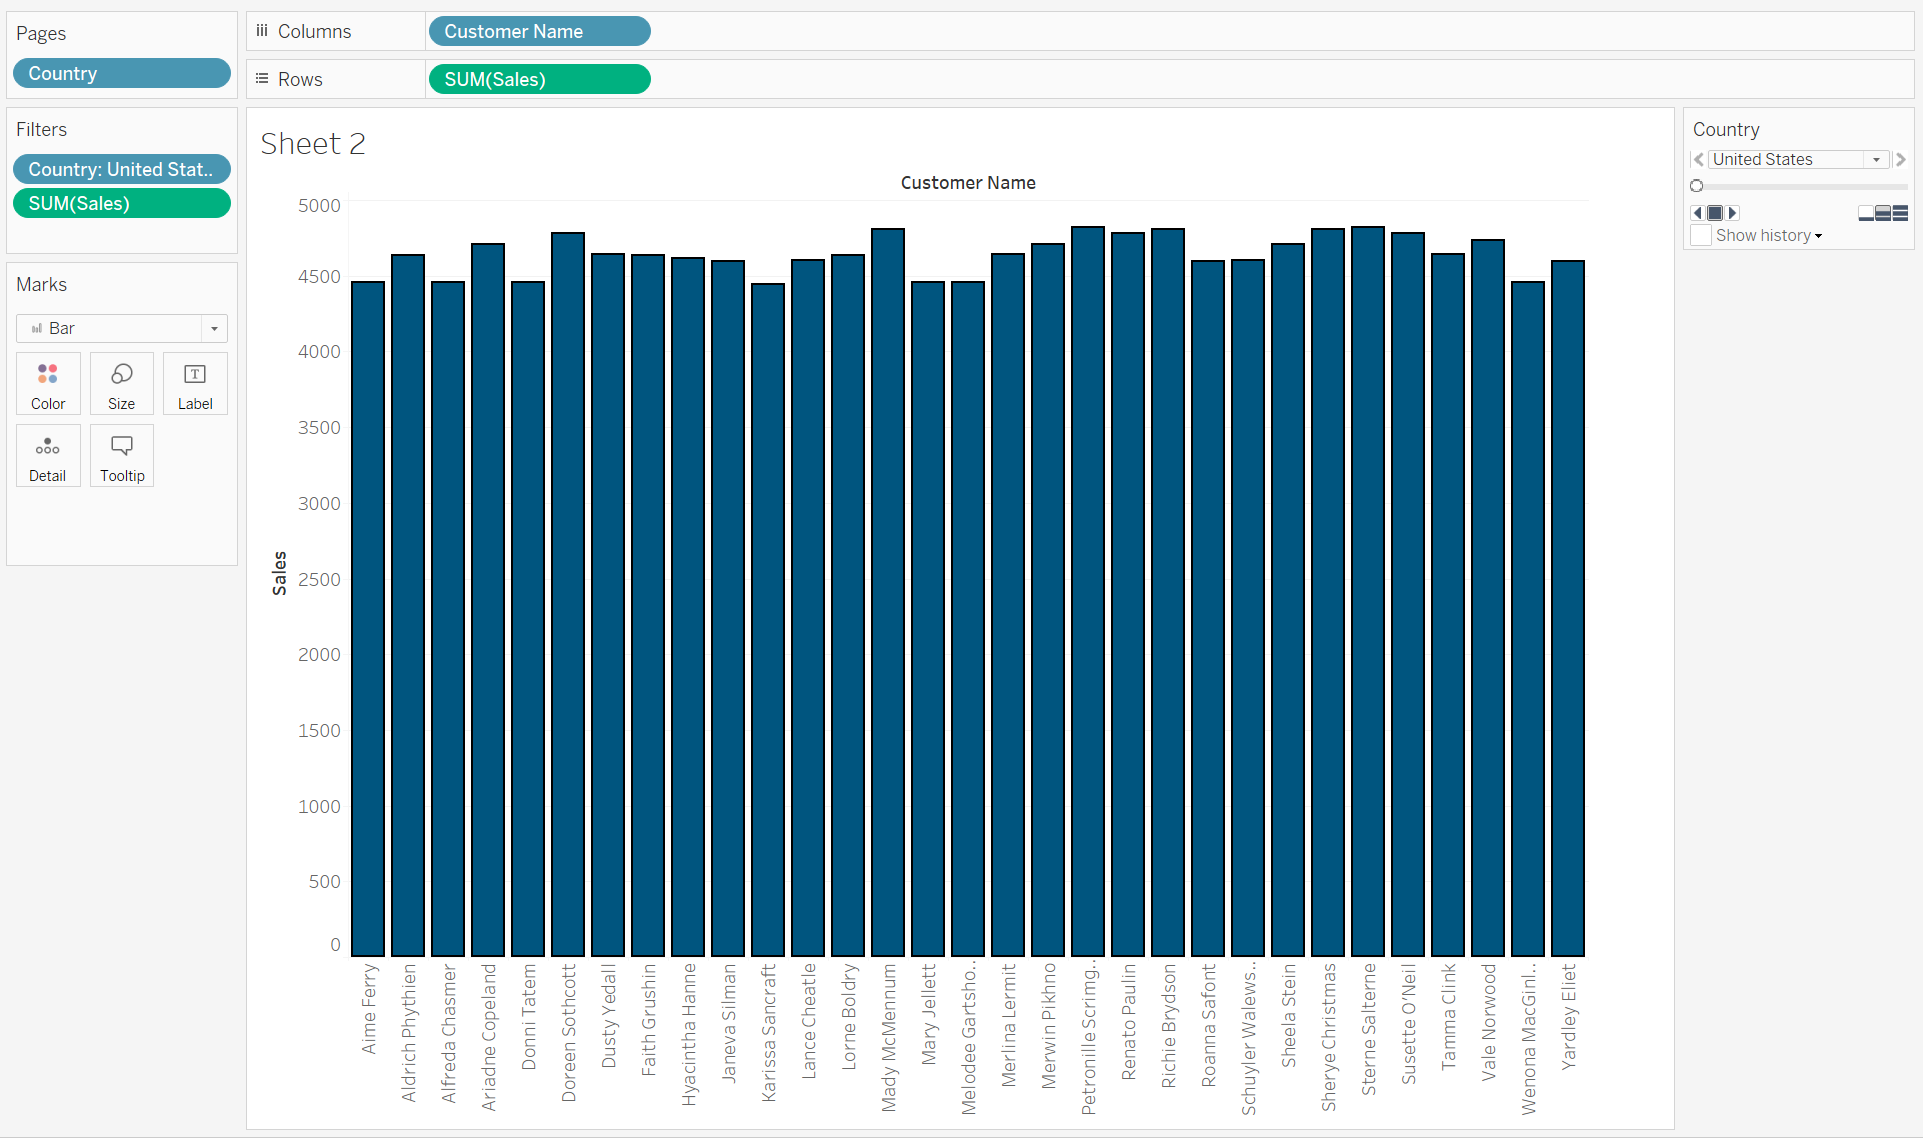 Pages
Country
Columns
Customer Name
Rows
SUM(Sales)
Filters
Country: United Stat..
SUM(Sales)
Marks
Bar
Color
Size
Label
Detail
Tooltip
Sheet 2
Customer Name
Sales
5000
4500
4000
3500
3000
2500
2000
1500
1000
500
0
Aime Ferry
Aldrich Phythien
Alfreda Chasmer
Ariadne Copeland
Donni Tatem
Doreen Sothcott
Dusty Yedall
Faith Grushin
Hyacintha Hanne
Janeva Silman
Karissa Sancraft
Lance Cheatle
Lorne Boldry
Mady McMennum
Mary Jellett
Melodee Gartsho..
Merlina Lermit
Merwin Pikhno
Petronille Scrimg..
Renato Paulin
Richie Brydson
Roanna Safont
Schuyler Walews..
Sheela Stein
Sherye Christmas
Sterne Salterne
Susette O'Neil
Tamma Clink
Vale Norwood
Wenona MacGinl..
Yardley Eliet
Country
United States
Show history